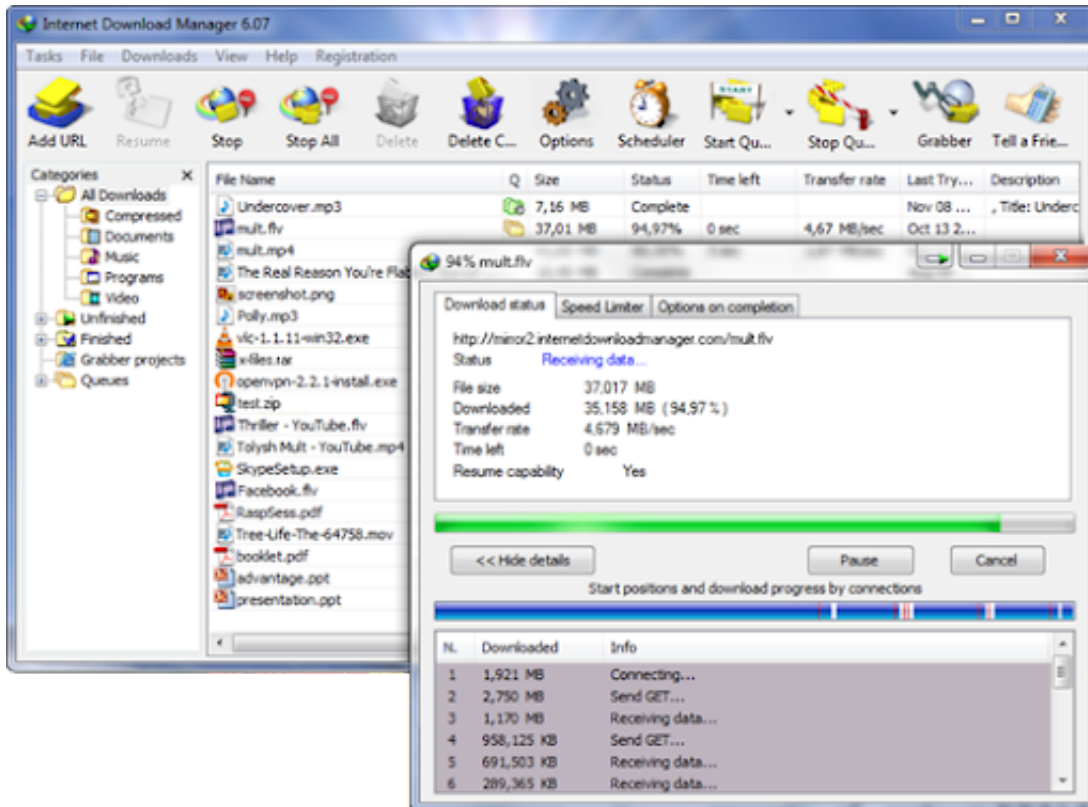 Internet Download Manager 6.07
Tasks File Downloads View Help Registration
Add URL Resume Stop Stop All Delete Delete C... Options Scheduler Start Qu... Stop Qu... Grabber Tell a Frie...
Categories
All Downloads
Compressed
Documents
Music
Programs
Video
Unfinished
Finished
Grabber projects
Queues
File Name Q Size Status Time left Transfer rate Last Try... Description
Undercover.mp3 7,16 MB Complete Nov 08 ... , Title: Underc
mult.flv 37,01 MB 94,97% 0 sec 4,67 MB/sec Oct 13 2...
mult.mp4
The Real Reason You're Flab
screenshot.png
Polly.mp3
vlc-1.1.11-win32.exe
x-files.rar
openvpn-2.2.1-install.exe
test.zip
Thriller - YouTube.flv
Tolysh Mult - YouTube.mp4
SkypeSetup.exe
Facebook.flv
RaspSess.pdf
Tree-Life-The-64758.mov
booklet.pdf
advantage.ppt
presentation.ppt
94% mult.flv
Download status Speed Limiter Options on completion
http://mirror2.internetdownloadmanager.com/mult.flv
Status Receiving data...
File size 37,017 MB
Downloaded 35,158 MB ( 94,97 % )
Transfer rate 4,679 MB/sec
Time left 0 sec
Resume capability Yes
<< Hide details Pause Cancel
Start positions and download progress by connections
N. Downloaded Info
1 1,921 MB Connecting...
2 2,750 MB Send GET...
3 1,170 MB Receiving data...
4 958,125 KB Send GET...
5 691,503 KB Receiving data...
6 289,365 KB Receiving data...